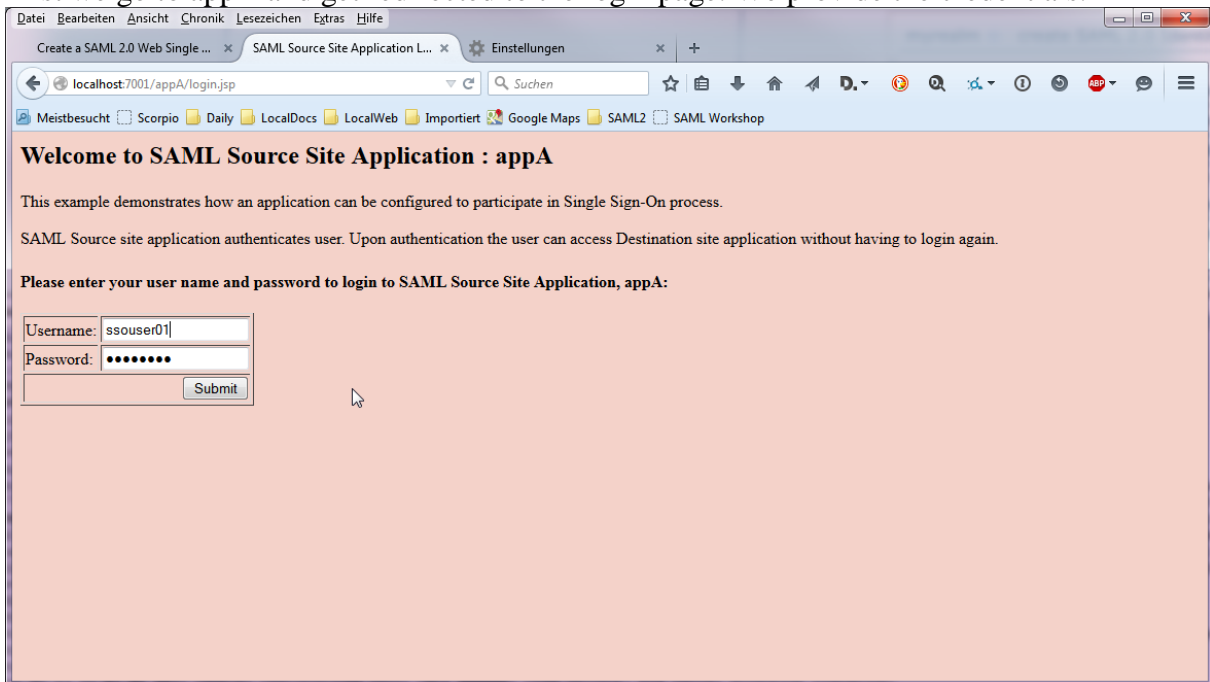 Datei Bearbeiten Ansicht Chronik Lesezeichen Extras Hilfe
Create a SAML 2.0 Web Single ... SAML Source Site Application L... Einstellungen
localhost:7001/appA/login.jsp Suchen
Meistbesucht Scorpio Daily LocalDocs LocalWeb Importiert Google Maps SAML2 SAML Workshop
Welcome to SAML Source Site Application : appA
This example demonstrates how an application can be configured to participate in Single Sign-On process.
SAML Source site application authenticates user. Upon authentication the user can access Destination site application without having to login again.
Please enter your user name and password to login to SAML Source Site Application, appA:
Username: ssouser01
Password: ••••••••
Submit